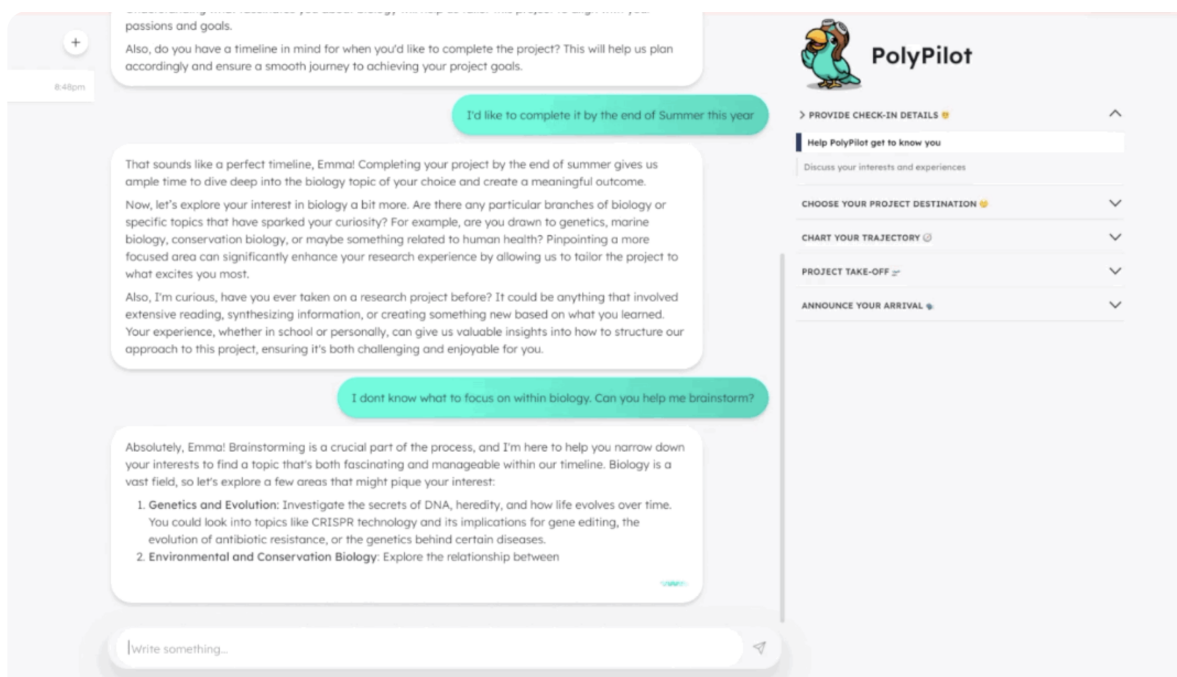 passions and goals.
Also, do you have a timeline in mind for when you'd like to complete the project? This will help us plan
accordingly and ensure a smooth journey to achieving your project goals.
8:48pm
I'd like to complete it by the end of Summer this year
That sounds like a perfect timeline, Emma! Completing your project by the end of summer gives us
ample time to dive deep into the biology topic of your choice and create a meaningful outcome.
Now, let's explore your interest in biology a bit more. Are there any particular branches of biology or
specific topics that have sparked your curiosity? For example, are you drawn to genetics, marine
biology, conservation biology, or maybe something related to human health? Pinpointing a more
focused area can significantly enhance your research experience by allowing us to tailor the project to
what excites you most.
Also, I'm curious, have you ever taken on a research project before? It could be anything that involved
extensive reading, synthesizing information, or creating something new based on what you learned.
Your experience, whether in school or personally, can give us valuable insights into how to structure our
approach to this project, ensuring it's both challenging and enjoyable for you.
I dont know what to focus on within biology. Can you help me brainstorm?
Absolutely, Emma! Brainstorming is a crucial part of the process, and I'm here to help you narrow down
your interests to find a topic that's both fascinating and manageable within our timeline. Biology is a
vast field, so let's explore a few areas that might pique your interest:
1. Genetics and Evolution: Investigate the secrets of DNA, heredity, and how life evolves over time.
You could look into topics like CRISPR technology and its implications for gene editing, the
evolution of antibiotic resistance, or the genetics behind certain diseases.
2. Environmental and Conservation Biology: Explore the relationship between
Write something...
PolyPilot
PROVIDE CHECK-IN DETAILS
Help PolyPilot get to know you
Discuss your interests and experiences
CHOOSE YOUR PROJECT DESTINATION
CHART YOUR TRAJECTORY
PROJECT TAKE-OFF
ANNOUNCE YOUR ARRIVAL